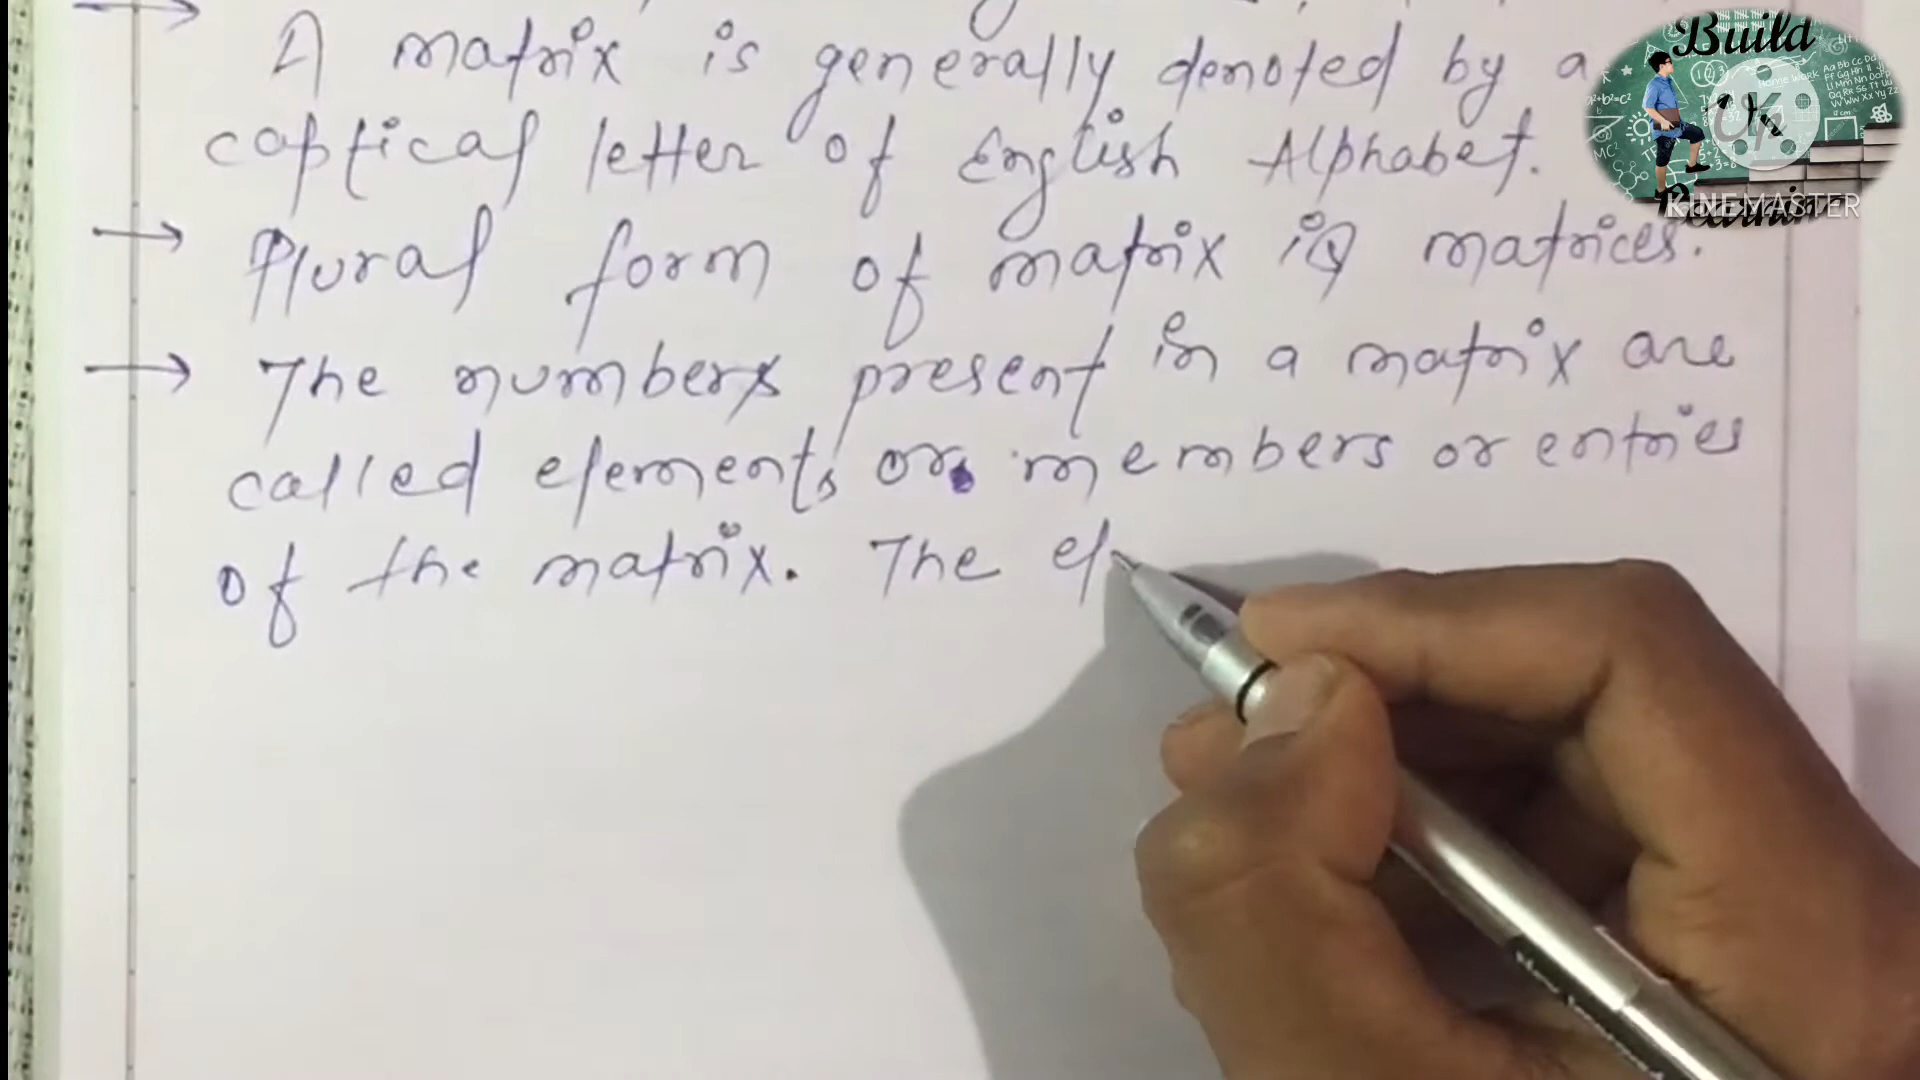 A matrix is generally denoted by a
captical letter of English Alphabet.
Plural form of matrix is matrices.
The numbers present in a matrix are
called elements or members or entries
of the matrix. The el
Build
KINEMASTER